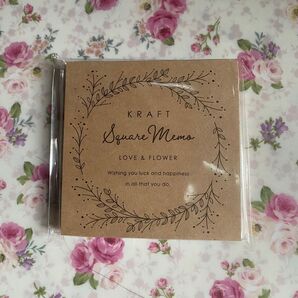 KRAFT
Square Memo
LOVE & FLOWER
Wishing you luck and happiness
in all that you do.